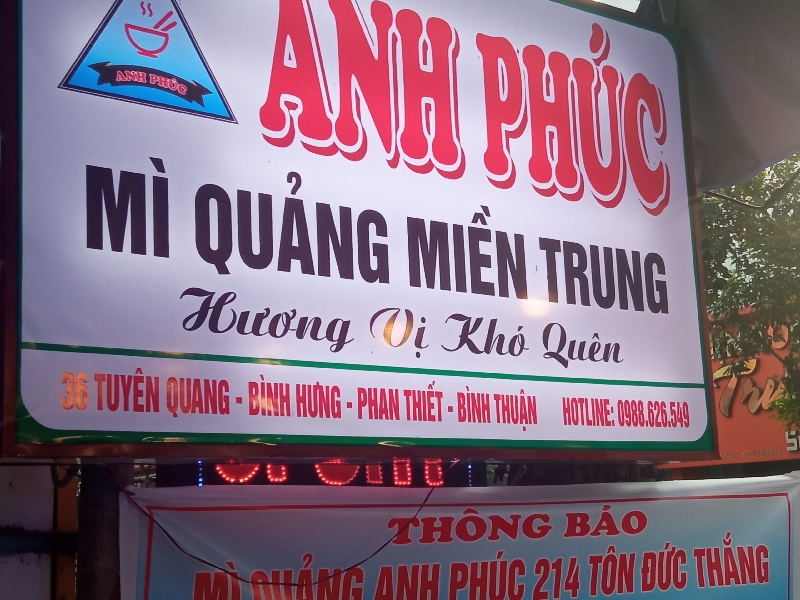 ANH PHÚC
ANH PHÚC
MÌ QUẢNG MIỀN TRUNG
Hương Vị Khó Quên
36 TUYÊN QUANG - BÌNH HƯNG - PHAN THIẾT - BÌNH THUẬN HOTLINE: 0988.626.549
THÔNG BÁO
MÌ QUẢNG ANH PHÚC 214 TÔN ĐỨC THẮNG